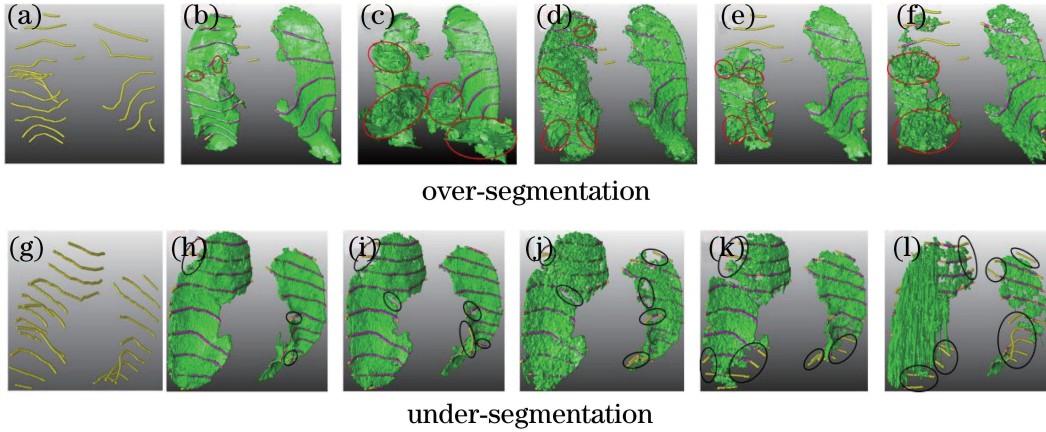 (a) (b) (c) (d) (e) (f)
over-segmentation
(g) (h) (i) (j) (k) (l)
under-segmentation